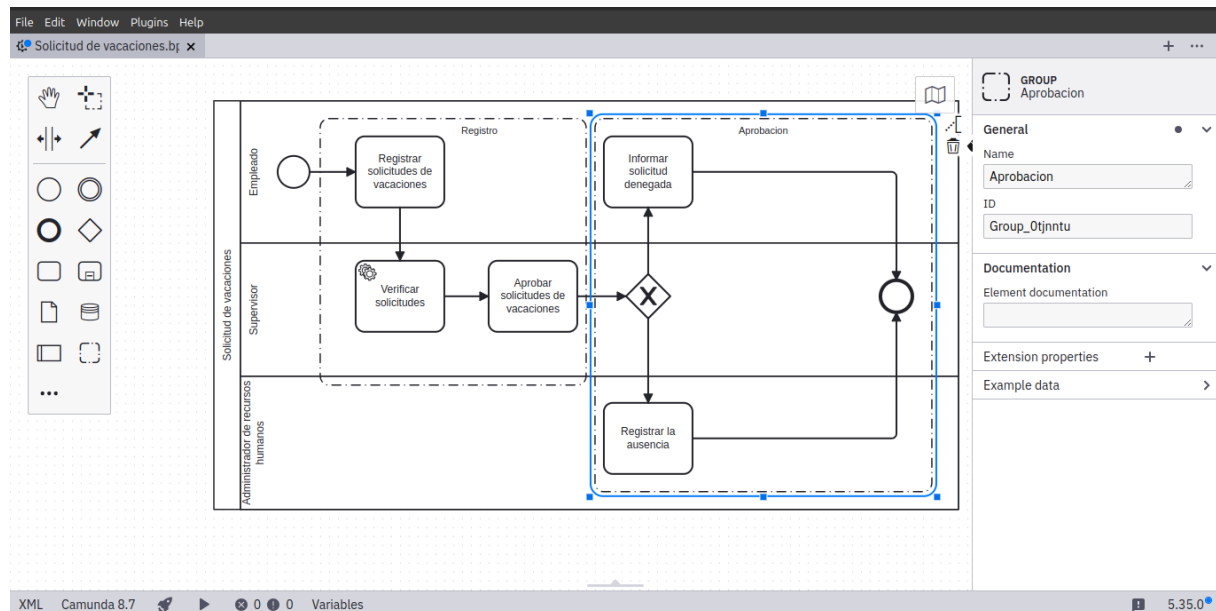 File Edit Window Plugins Help
Solicitud de vacaciones.bp
GROUP
Aprobacion
General
Name
Aprobacion
ID
Group_0tjnntu
Documentation
Element documentation
Extension properties
Example data
Solicitud de vacaciones
Empleado
Supervisor
Administrador de recursos
humanos
Registro
Registrar
solicitudes de
vacaciones
Verificar
solicitudes
Aprobar
solicitudes de
vacaciones
Aprobacion
Informar
solicitud
denegada
Registrar la
ausencia
XML Camunda 8.7 0 0 Variables 5.35.0